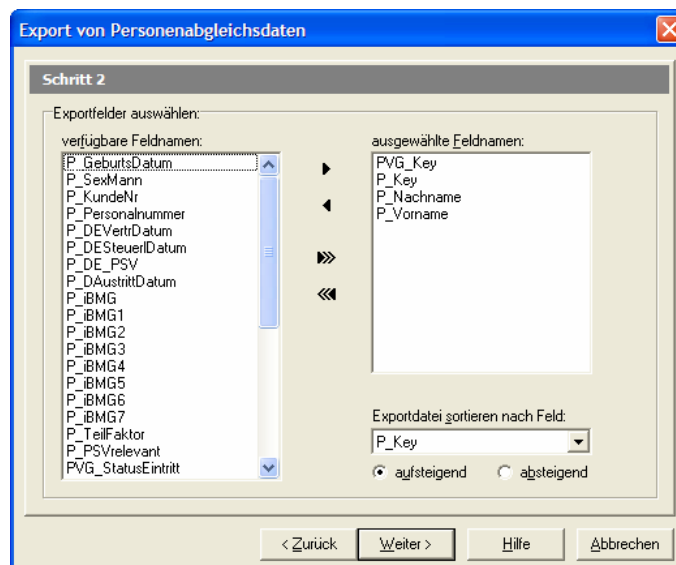 Export von Personenabgleichsdaten
Schritt 2
Exportfelder auswählen:
verfügbare Feldnamen:
P_GeburtsDatum
P_SexMann
P_KundeNr
P_Personalnummer
P_DEVertrDatum
P_DESteuerlDatum
P_DE_PSV
P_DAustrittDatum
P_iBMG
P_iBMG1
P_iBMG2
P_iBMG3
P_iBMG4
P_iBMG5
P_iBMG6
P_iBMG7
P_TeilFaktor
P_PSVrelevant
PVG_StatusEintritt
ausgewählte Feldnamen:
PVG_Key
P_Key
P_Nachname
P_Vorname
Exportdatei sortieren nach Feld:
P_Key
aufsteigend absteigend
< Zurück Weiter > Hilfe Abbrechen